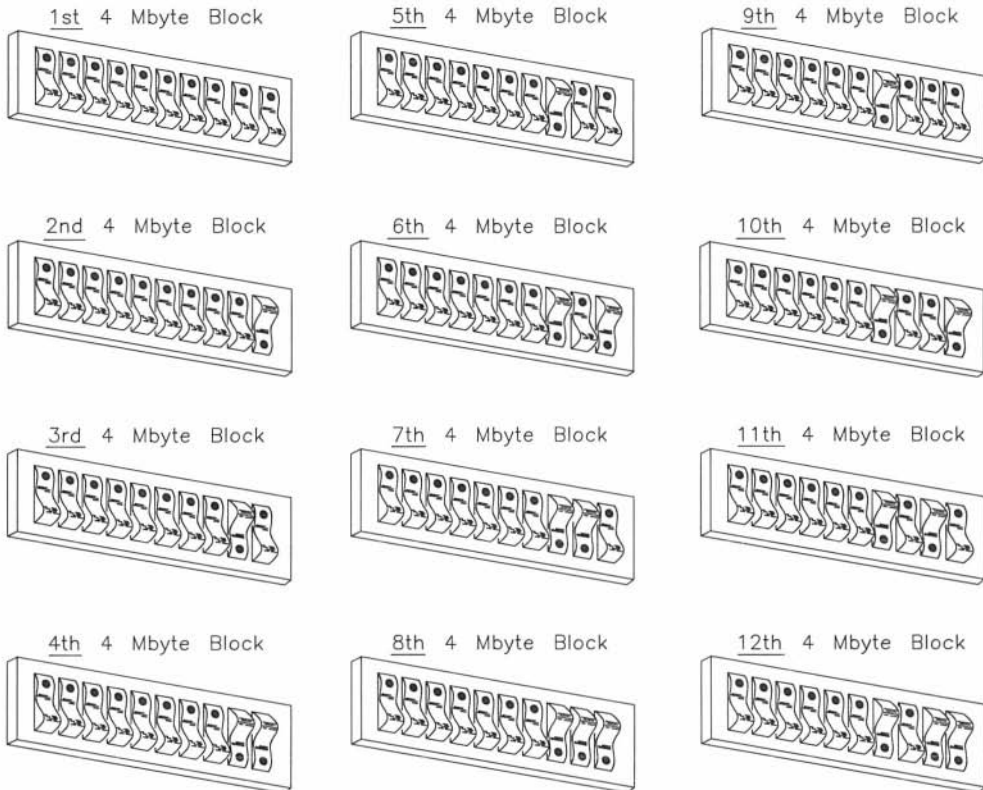 1st 4 Mbyte Block
5th 4 Mbyte Block
9th 4 Mbyte Block
2nd 4 Mbyte Block
6th 4 Mbyte Block
10th 4 Mbyte Block
3rd 4 Mbyte Block
7th 4 Mbyte Block
11th 4 Mbyte Block
4th 4 Mbyte Block
8th 4 Mbyte Block
12th 4 Mbyte Block